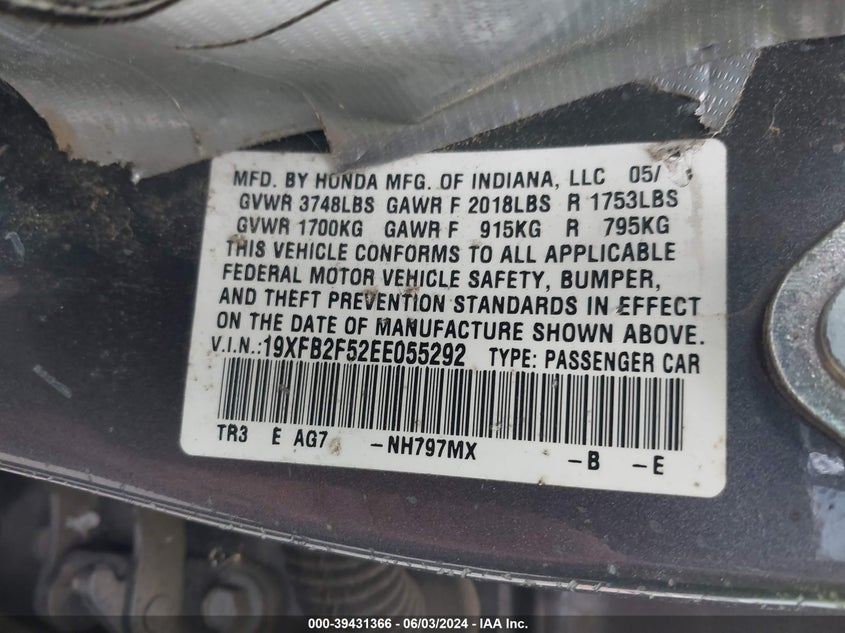 MFD. BY HONDA MFG. OF INDIANA, LLC 05/
GVWR 3748LBS GAWR F 2018LBS R 1753LBS
GVWR 1700KG GAWR F 915KG R 795KG
THIS VEHICLE CONFORMS TO ALL APPLICABLE
FEDERAL MOTOR VEHICLE SAFETY, BUMPER,
AND THEFT PREVENTION STANDARDS IN EFFECT
ON THE DATE OF MANUFACTURE SHOWN ABOVE.
V.I.N.:19XFB2F52EE055292 TYPE: PASSENGER CAR
TR3 E AG7 -NH797MX -B -E
000-39431366 - 06/03/2024 - IAA Inc.